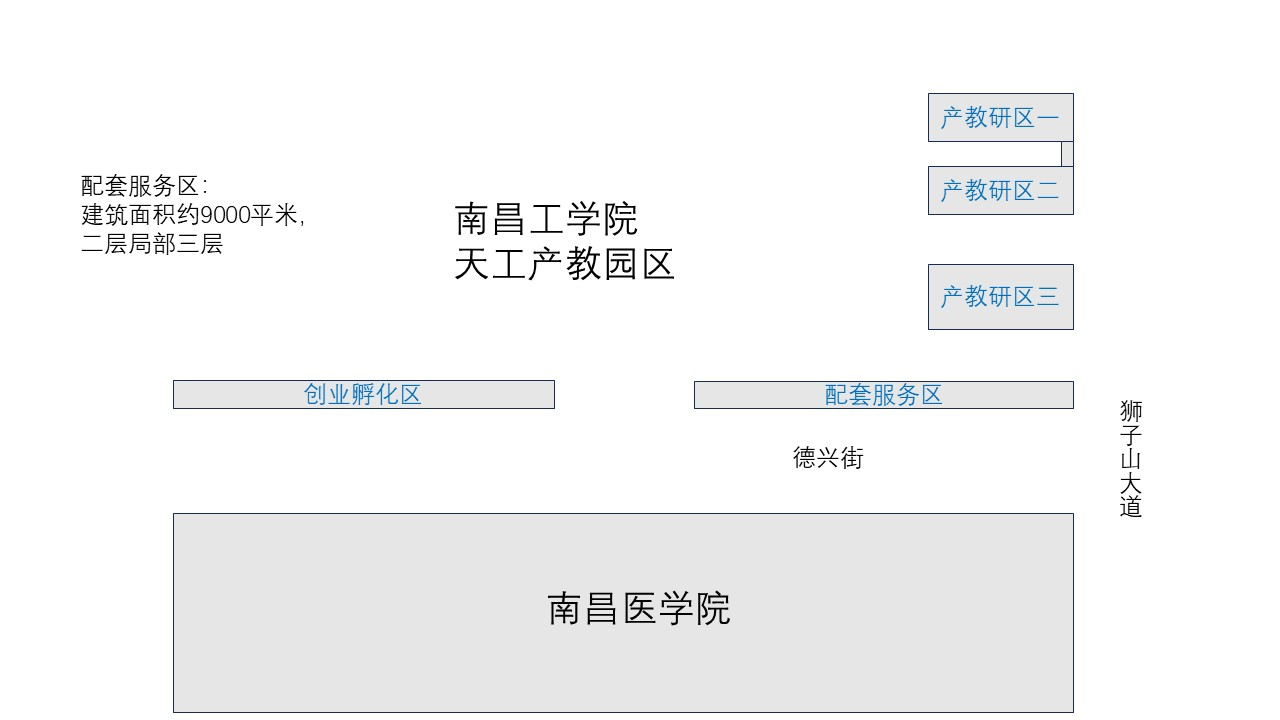 产教研区一
配套服务区：
建筑面积约9000平米，
二层局部三层
南昌工学院
天工产教园区
产教研区二
产教研区三
创业孵化区
配套服务区
德兴街
狮子山大道
南昌医学院